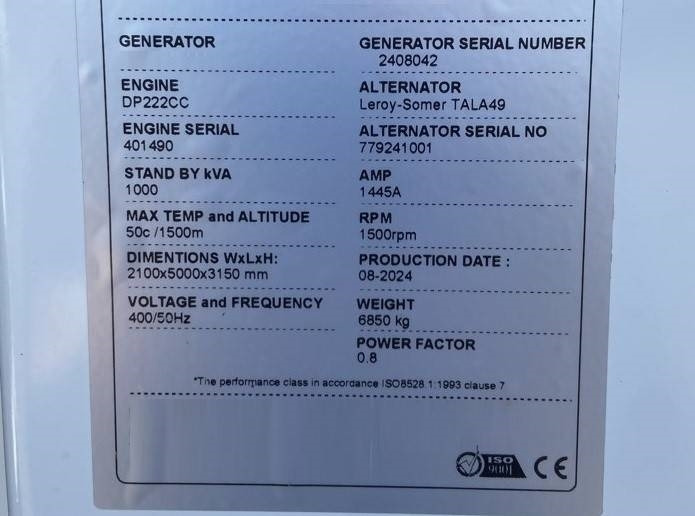 GENERATOR
GENERATOR SERIAL NUMBER
2408042
ENGINE
DP222CC
ALTERNATOR
Leroy-Somer TALA49
ENGINE SERIAL
401490
ALTERNATOR SERIAL NO
779241001
STAND BY kVA
1000
AMP
1445A
MAX TEMP and ALTITUDE
50c /1500m
RPM
1500rpm
DIMENTIONS WxLxH:
2100x5000x3150 mm
PRODUCTION DATE :
08-2024
VOLTAGE and FREQUENCY
400/50Hz
WEIGHT
6850 kg
POWER FACTOR
0.8
*The performance class in accordance ISO8528.1:1993 clause 7
ISO
9001
CE